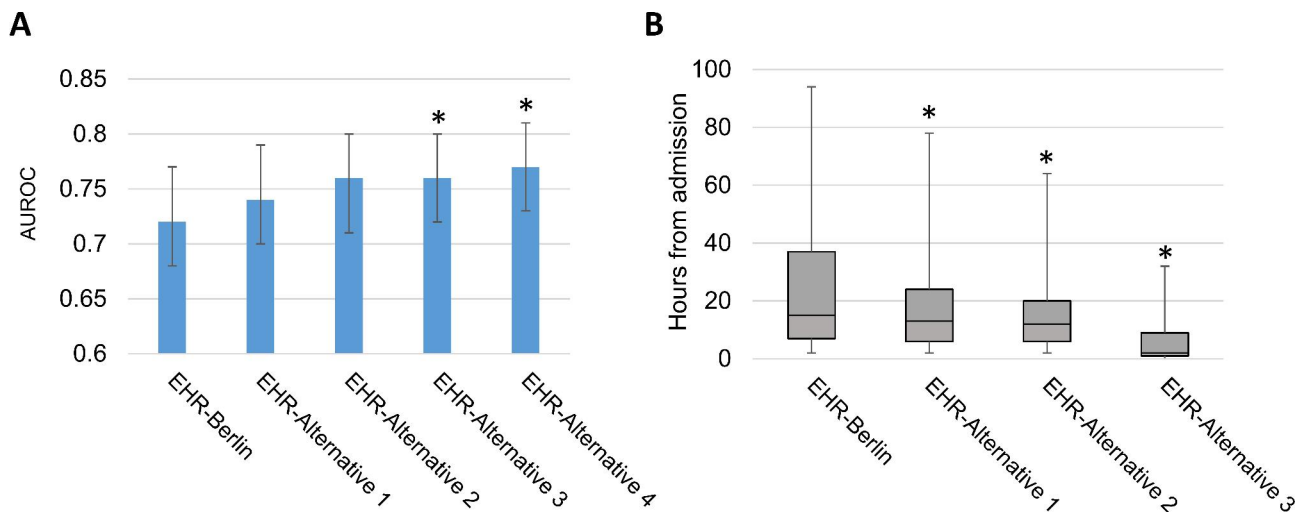 A
AUROC
0.85
0.8
0.75
0.7
0.65
0.6
*
*
EHR-Berlin
EHR-Alternative 1
EHR-Alternative 2
EHR-Alternative 3
EHR-Alternative 4
B
Hours from admission
100
80
60
40
20
0
*
*
*
EHR-Berlin
EHR-Alternative 1
EHR-Alternative 2
EHR-Alternative 3